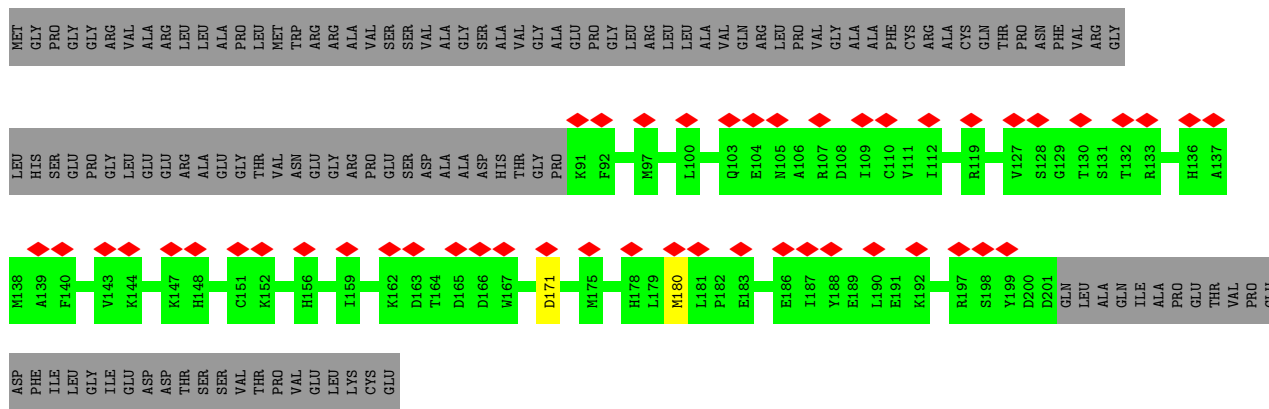 MET GLY PRO GLY GLY ARG VAL ALA ARG LEU LEU ALA PRO LEU MET TRP ARG ARG ALA VAL SER SER VAL ALA GLY SER ALA VAL GLY ALA GLU PRO GLY LEU ARG LEU LEU ALA VAL GLN ARG LEU PRO VAL GLY ALA ALA PHE CYS ARG ALA CYS GLN THR PRO ASN PHE VAL ARG GLY
LEU HIS SER GLU PRO GLY LEU GLU GLU ARG ALA GLU GLY THR VAL ASN GLU GLY ARG PRO GLU SER ASP ALA ALA ASP HIS THR GLY PRO K91 F92 M97 L100 Q103 E104 N105 A106 R107 D108 I109 C110 V111 I112 R119 V127 S128 G129 T130 S131 T132 R133 H136 A137
M138 A139 F140 V143 K144 K147 H148 C151 K152 H156 I159 K162 D163 T164 D165 D166 W167 D171 M175 H178 L179 M180 L181 P182 E183 E186 I187 Y188 E189 L190 E191 K192 R197 S198 Y199 D200 D201 GLN LEU ALA GLN ILE ALA PRO GLU THR VAL PRO GLU
ASP PHE ILE LEU GLY ILE GLU ASP ASP THR SER SER VAL THR PRO VAL GLU LEU LYS CYS GLU